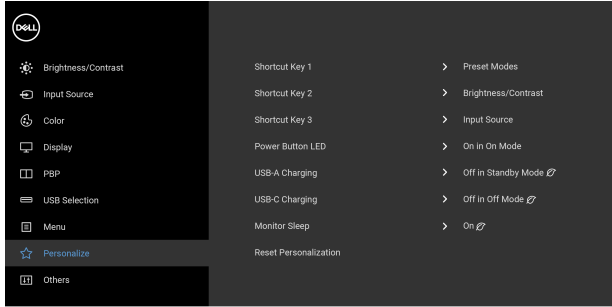 DELL
Brightness/Contrast
Input Source
Color
Display
PBP
USB Selection
Menu
Personalize
Others
Shortcut Key 1 Preset Modes
Shortcut Key 2 Brightness/Contrast
Shortcut Key 3 Input Source
Power Button LED On in On Mode
USB-A Charging Off in Standby Mode
USB-C Charging Off in Off Mode
Monitor Sleep On
Reset Personalization